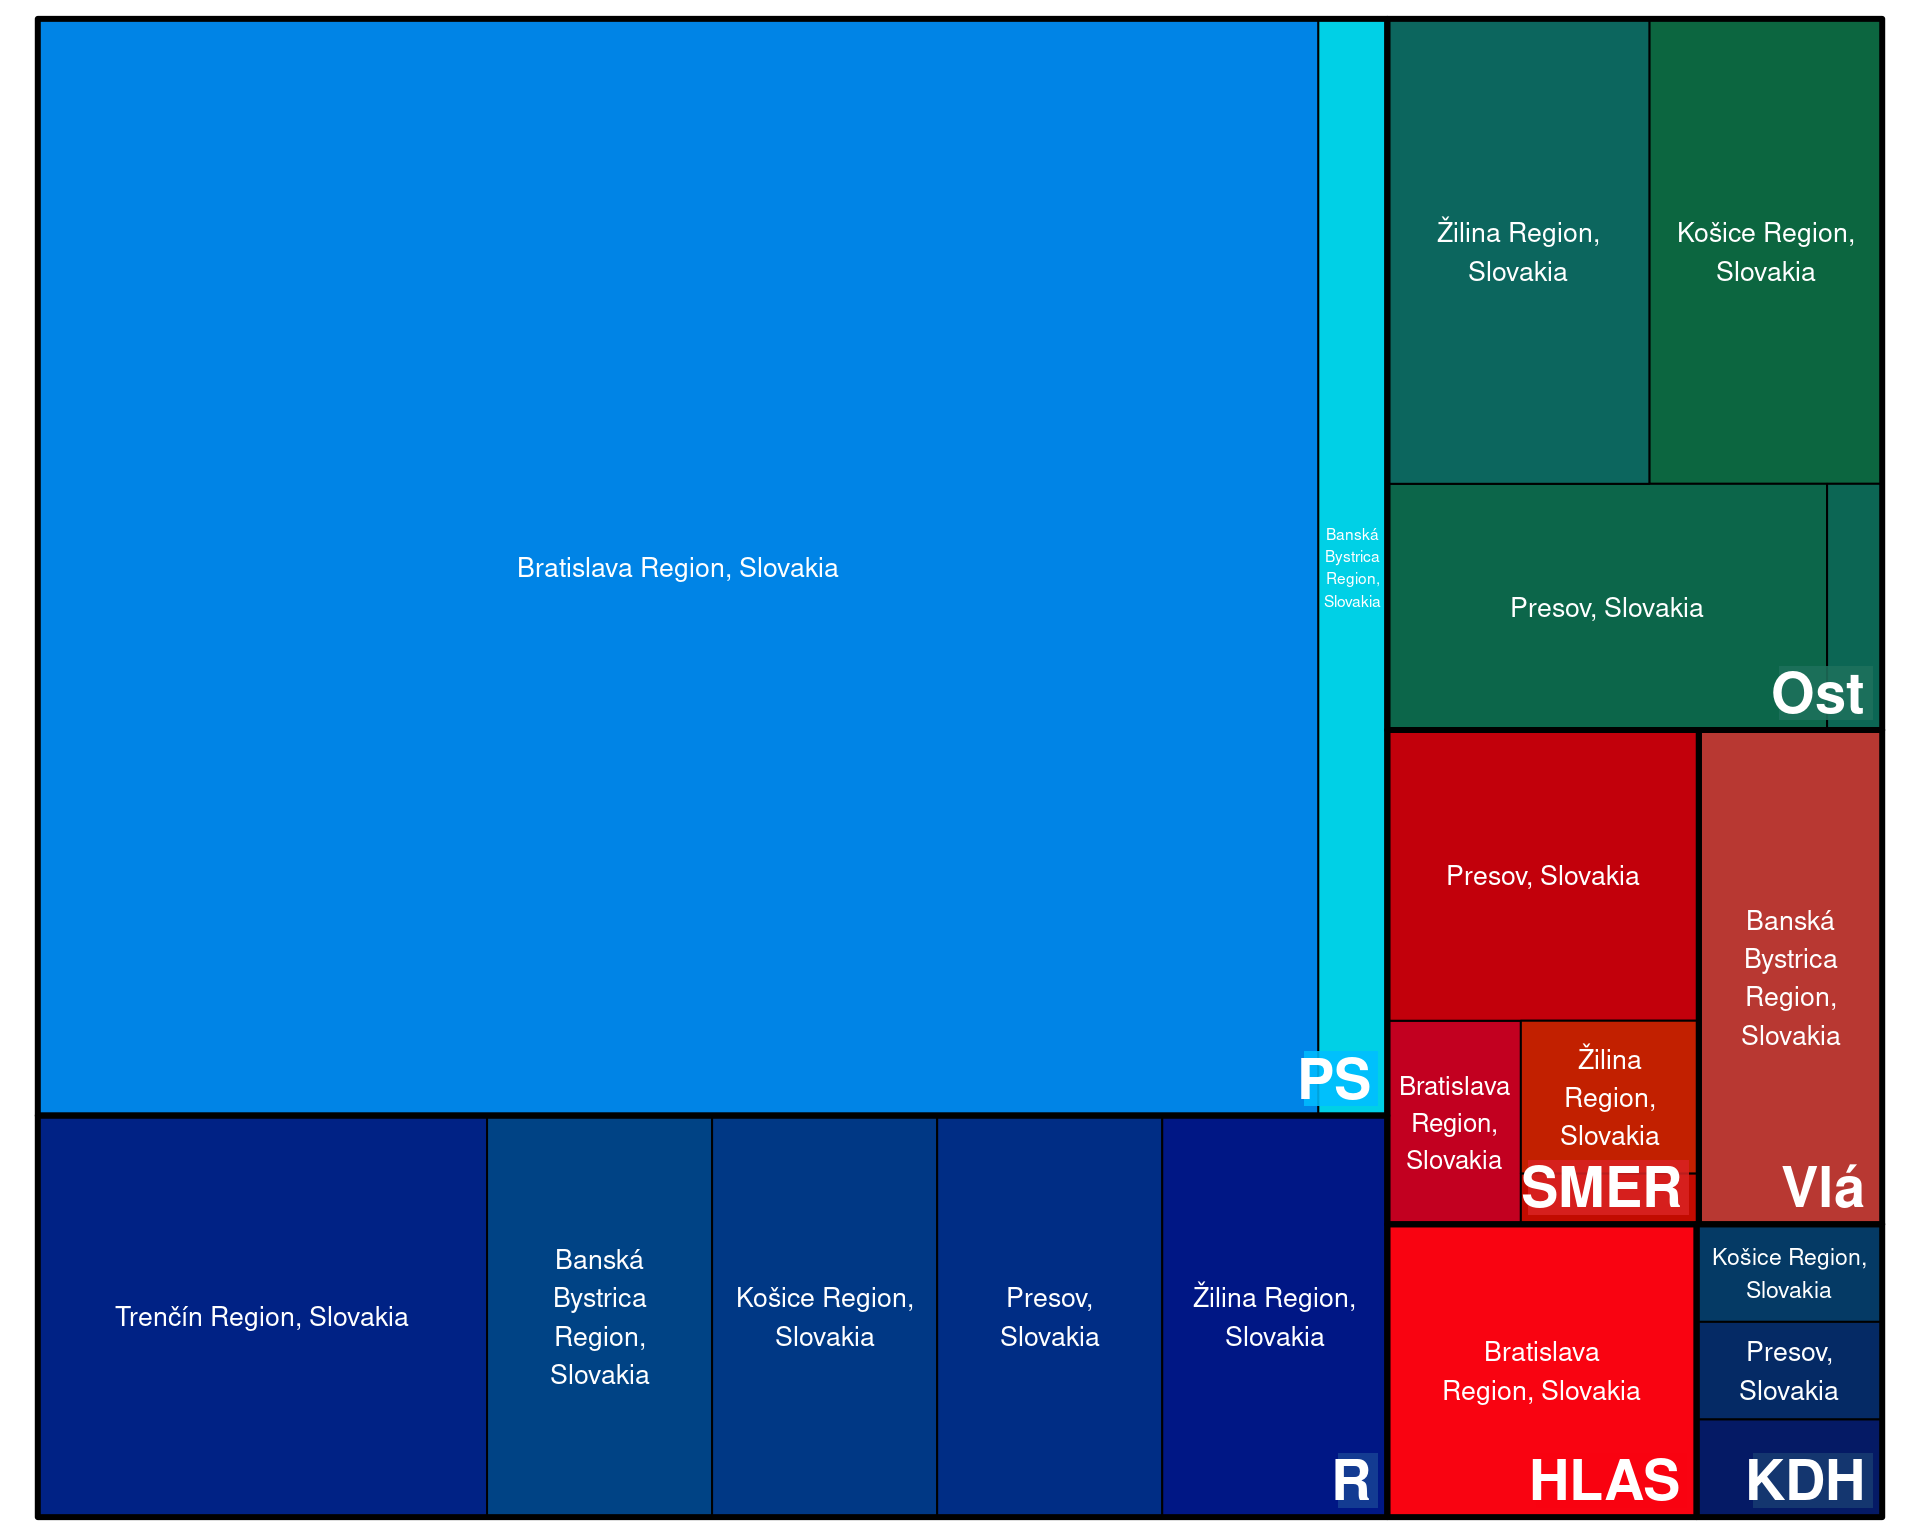 Bratislava Region, Slovakia
Banská
Bystrica
Region,
Slovakia
PS
Trenčín Region, Slovakia
Banská
Bystrica
Region,
Slovakia
Košice Region,
Slovakia
Presov,
Slovakia
Žilina Region,
Slovakia
R
Žilina Region,
Slovakia
Košice Region,
Slovakia
Presov, Slovakia
Ost
Presov, Slovakia
Bratislava
Region,
Slovakia
Žilina
Region,
Slovakia
SMER
Banská
Bystrica
Region,
Slovakia
Vlá
Bratislava
Region, Slovakia
HLAS
Košice Region,
Slovakia
Presov,
Slovakia
KDH